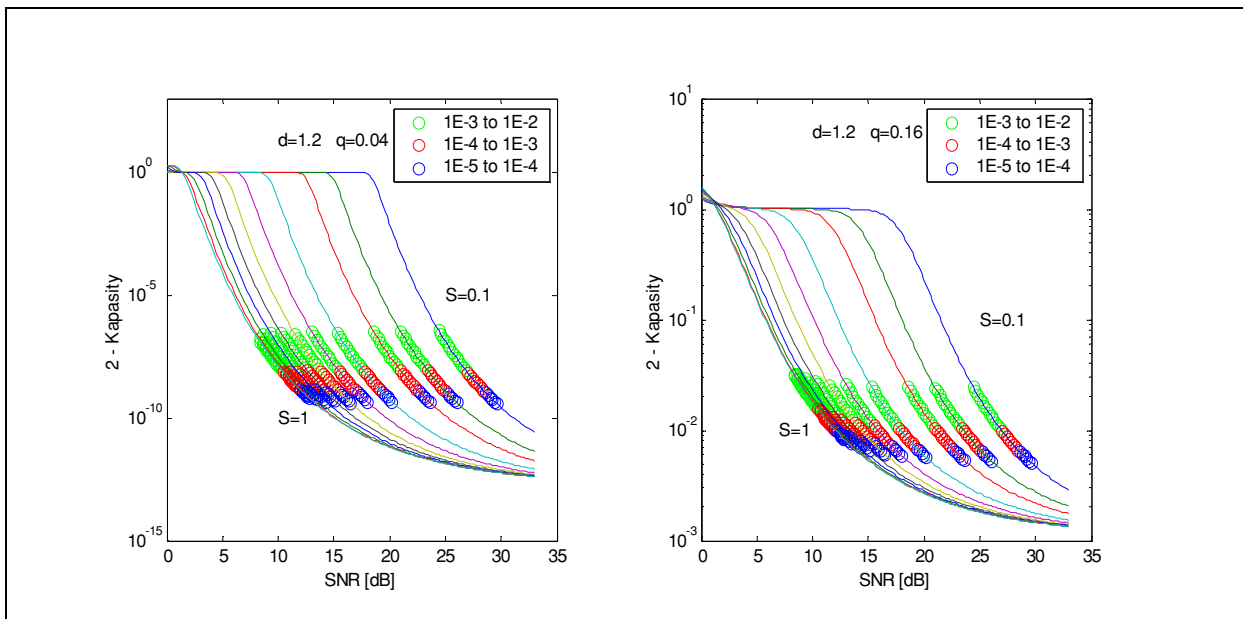 d=1.2 q=0.04
1E-3 to 1E-2
1E-4 to 1E-3
1E-5 to 1E-4
10^0
10^-5
10^-10
10^-15
2 - Kapasity
S=0.1
S=1
0 5 10 15 20 25 30 35
SNR [dB]
d=1.2 q=0.16
1E-3 to 1E-2
1E-4 to 1E-3
1E-5 to 1E-4
10^1
10^0
10^-1
10^-2
10^-3
2 - Kapasity
S=0.1
S=1
0 5 10 15 20 25 30 35
SNR [dB]